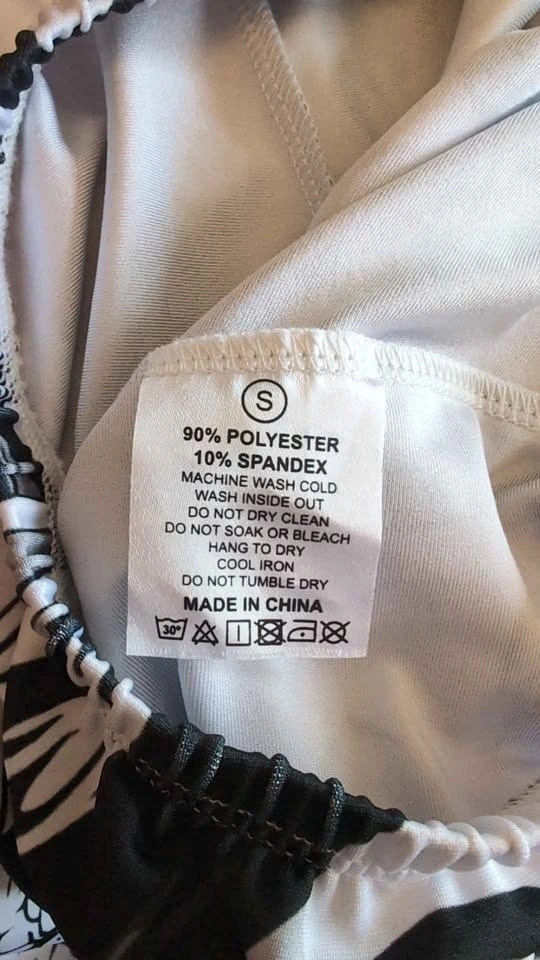 S
90% POLYESTER
10% SPANDEX
MACHINE WASH COLD
WASH INSIDE OUT
DO NOT DRY CLEAN
DO NOT SOAK OR BLEACH
HANG TO DRY
COOL IRON
DO NOT TUMBLE DRY
MADE IN CHINA
30°